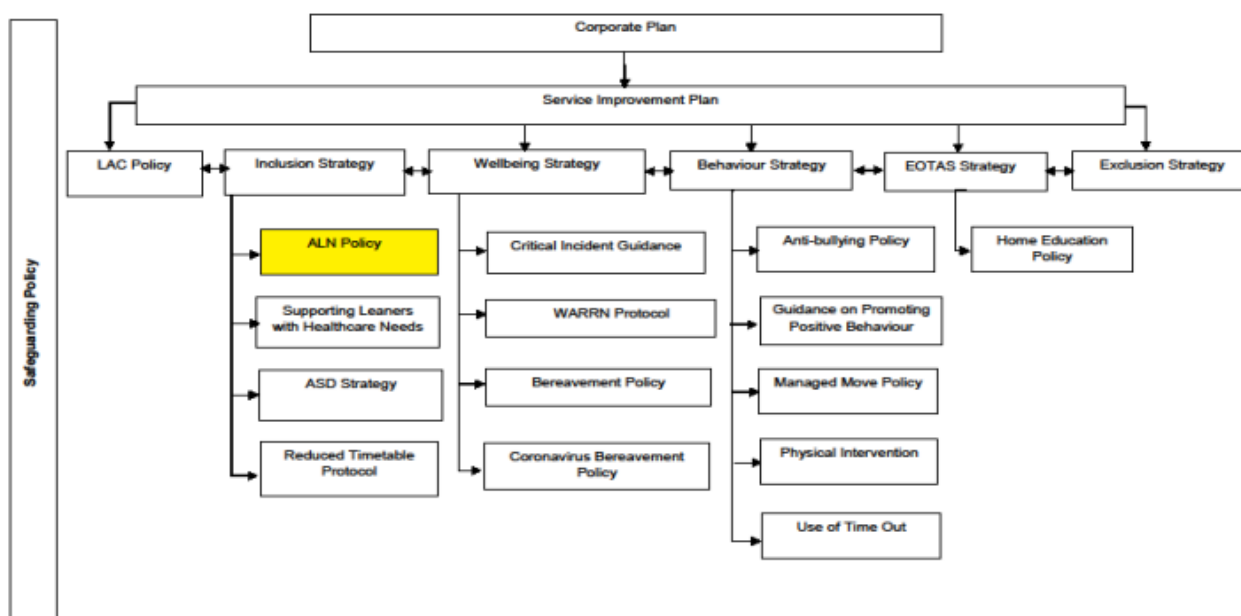 Corporate Plan
Service Improvement Plan
LAC Policy
Inclusion Strategy
Wellbeing Strategy
Behaviour Strategy
EOTAS Strategy
Exclusion Strategy
ALN Policy
Critical Incident Guidance
Anti-bullying Policy
Home Education
Policy
Supporting Leaners
with Healthcare Needs
WARRN Protocol
Guidance on Promoting
Positive Behaviour
ASD Strategy
Bereavement Policy
Managed Move Policy
Reduced Timetable
Protocol
Coronavirus Bereavement
Policy
Physical Intervention
Use of Time Out
Safeguarding Policy